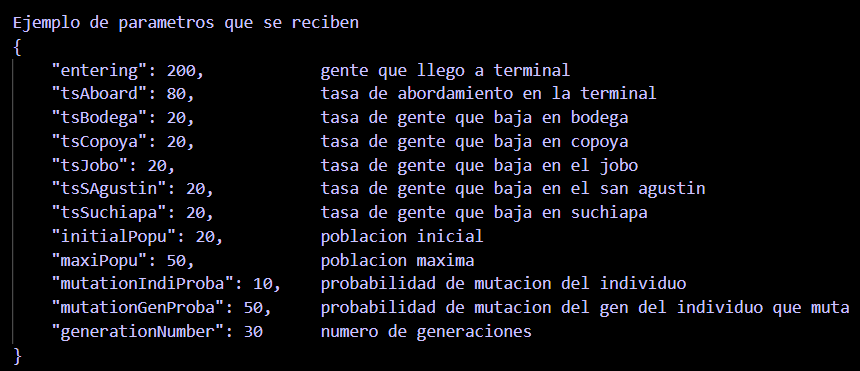 Ejemplo de parametros que se reciben
{
"entering": 200, gente que llego a terminal
"tsAboard": 80, tasa de abordamiento en la terminal
"tsBodega": 20, tasa de gente que baja en bodega
"tsCopoya": 20, tasa de gente que baja en copoya
"tsJobo": 20, tasa de gente que baja en el jobo
"tsSAgustin": 20, tasa de gente que baja en el san agustin
"tsSuchiapa": 20, tasa de gente que baja en suchiapa
"initialPopu": 20, poblacion inicial
"maxiPopu": 50, poblacion maxima
"mutationIndiProba": 10, probabilidad de mutacion del individuo
"mutationGenProba": 50, probabilidad de mutacion del gen del individuo que muta
"generationNumber": 30 numero de generaciones
}